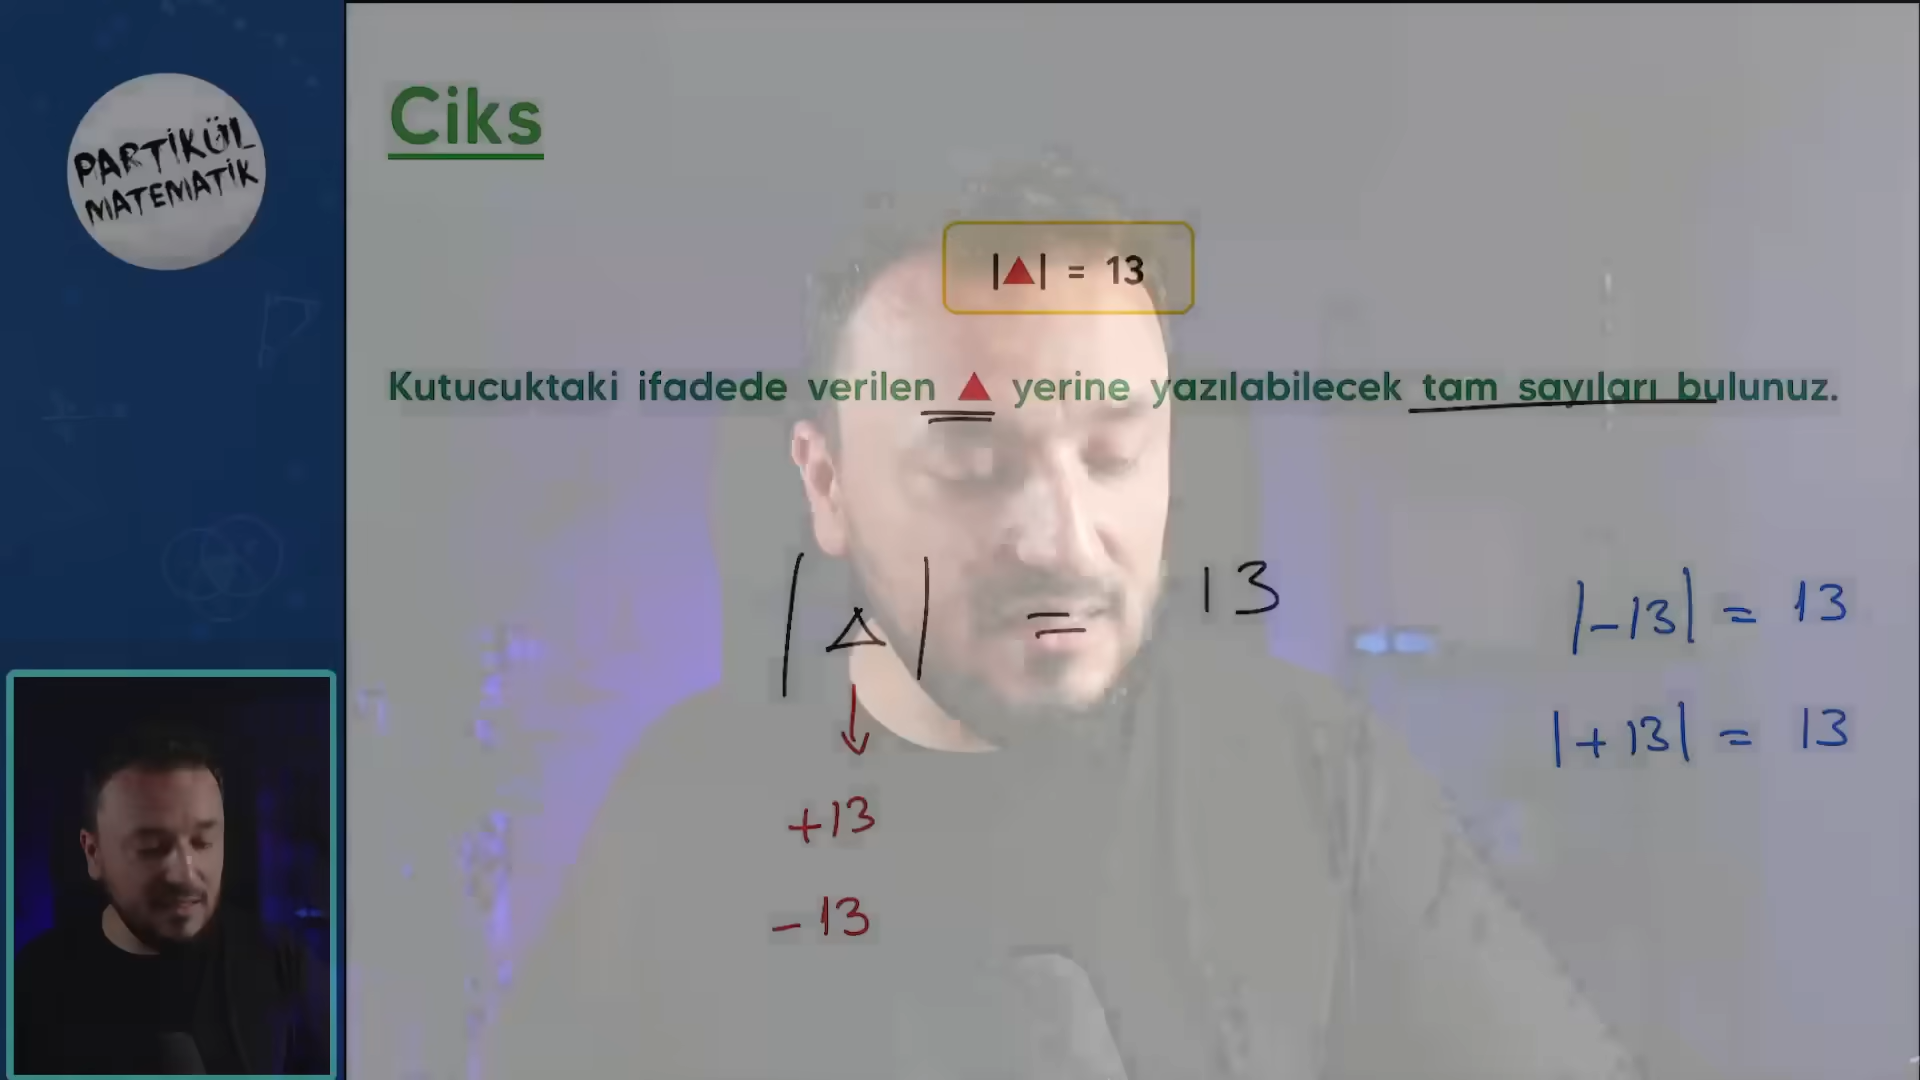 PARTİKÜL
MATEMATİK
Ciks
|▲| = 13
Kutucuktaki ifadede verilen ▲ yerine yazılabilecek tam sayıları bulunuz.
|△| = 13
+13
-13
|-13| = 13
|+13| = 13